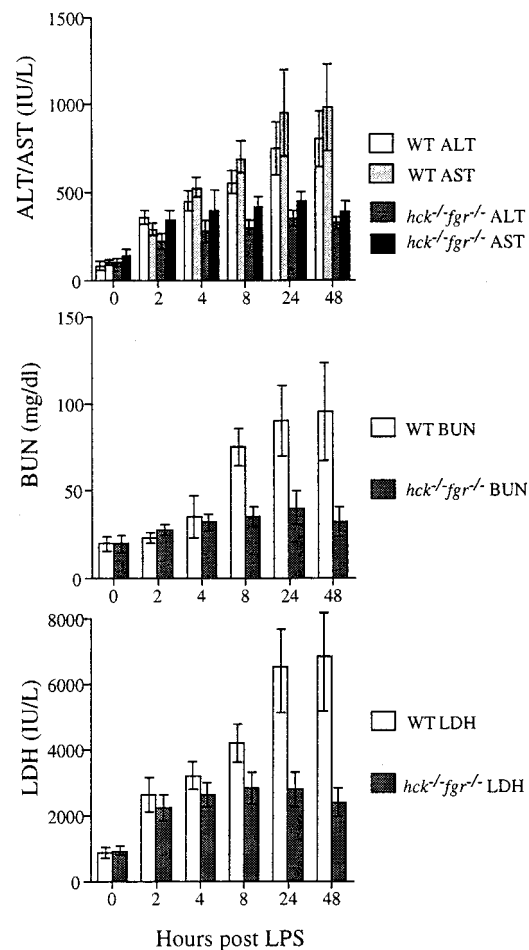 1500
1000
500
0
ALT/AST (IU/L)
0 2 4 8 24 48
WT ALT
WT AST
hck-/-fgr-/- ALT
hck-/-fgr-/- AST
150
100
50
0
BUN (mg/dl)
0 2 4 8 24 48
WT BUN
hck-/-fgr-/- BUN
8000
6000
4000
2000
0
LDH (IU/L)
0 2 4 8 24 48
WT LDH
hck-/-fgr-/- LDH
Hours post LPS